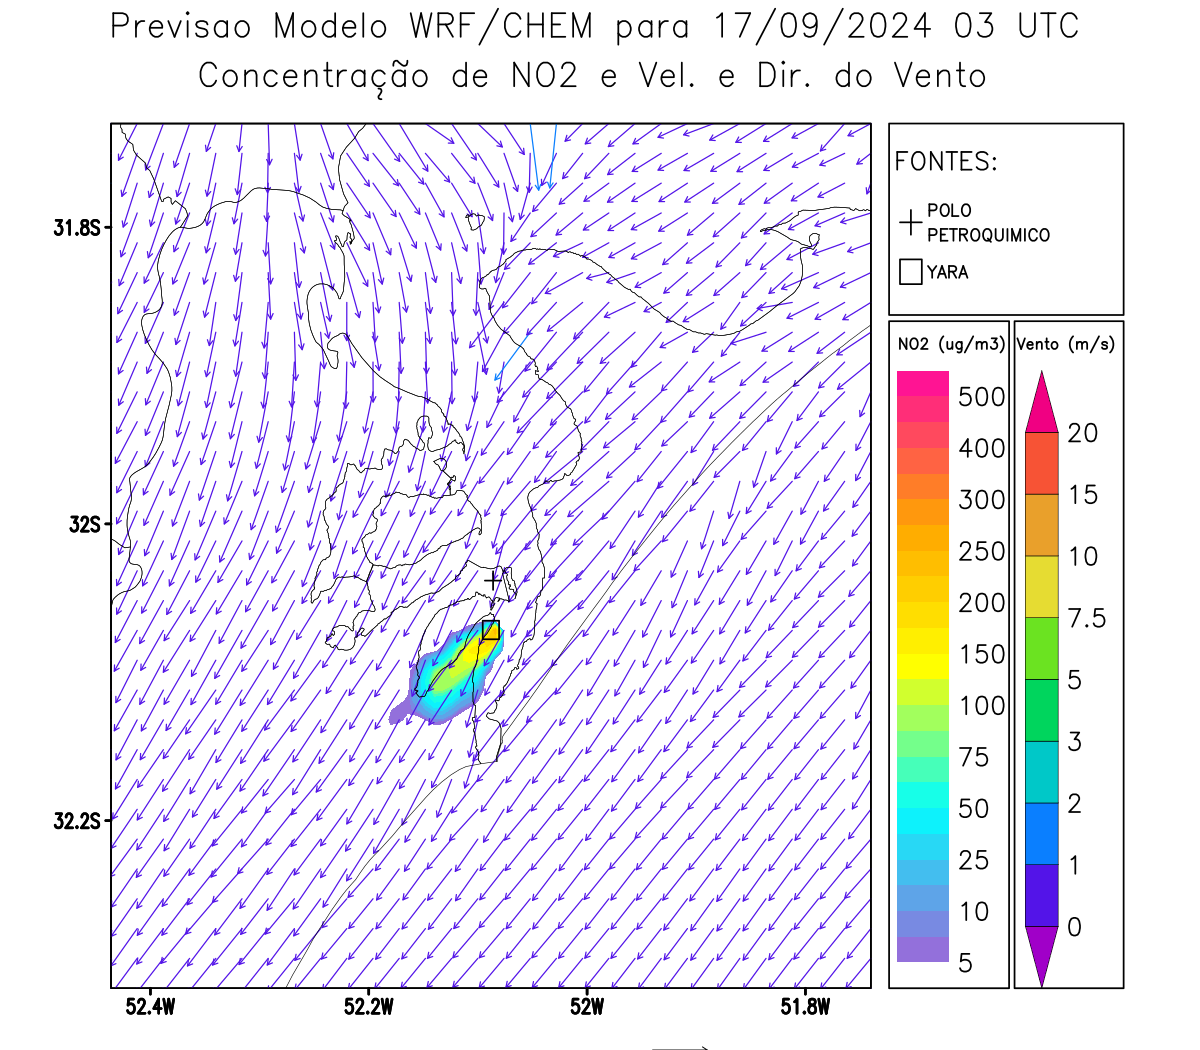 Previsao Modelo WRF/CHEM para 17/09/2024 03 UTC
Concentração de NO2 e Vel. e Dir. do Vento
FONTES:
POLO
PETROQUIMICO
YARA
31.8S
32S
32.2S
52.4W
52.2W
52W
51.8W
NO2 (ug/m3)
500
400
300
250
200
150
100
75
50
25
10
5
Vento (m/s)
20
15
10
7.5
5
3
2
1
0